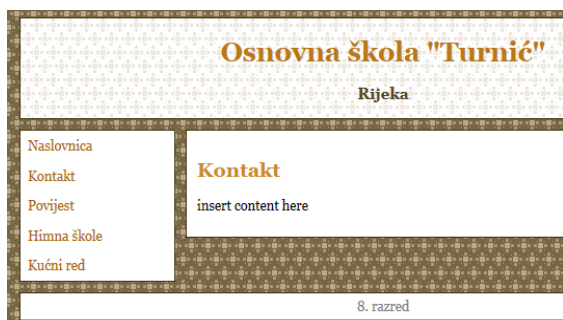 Osnovna škola "Turnić"
Rijeka
Naslovnica
Kontakt
Povijest
Himna škole
Kućni red
Kontakt
insert content here
8. razred